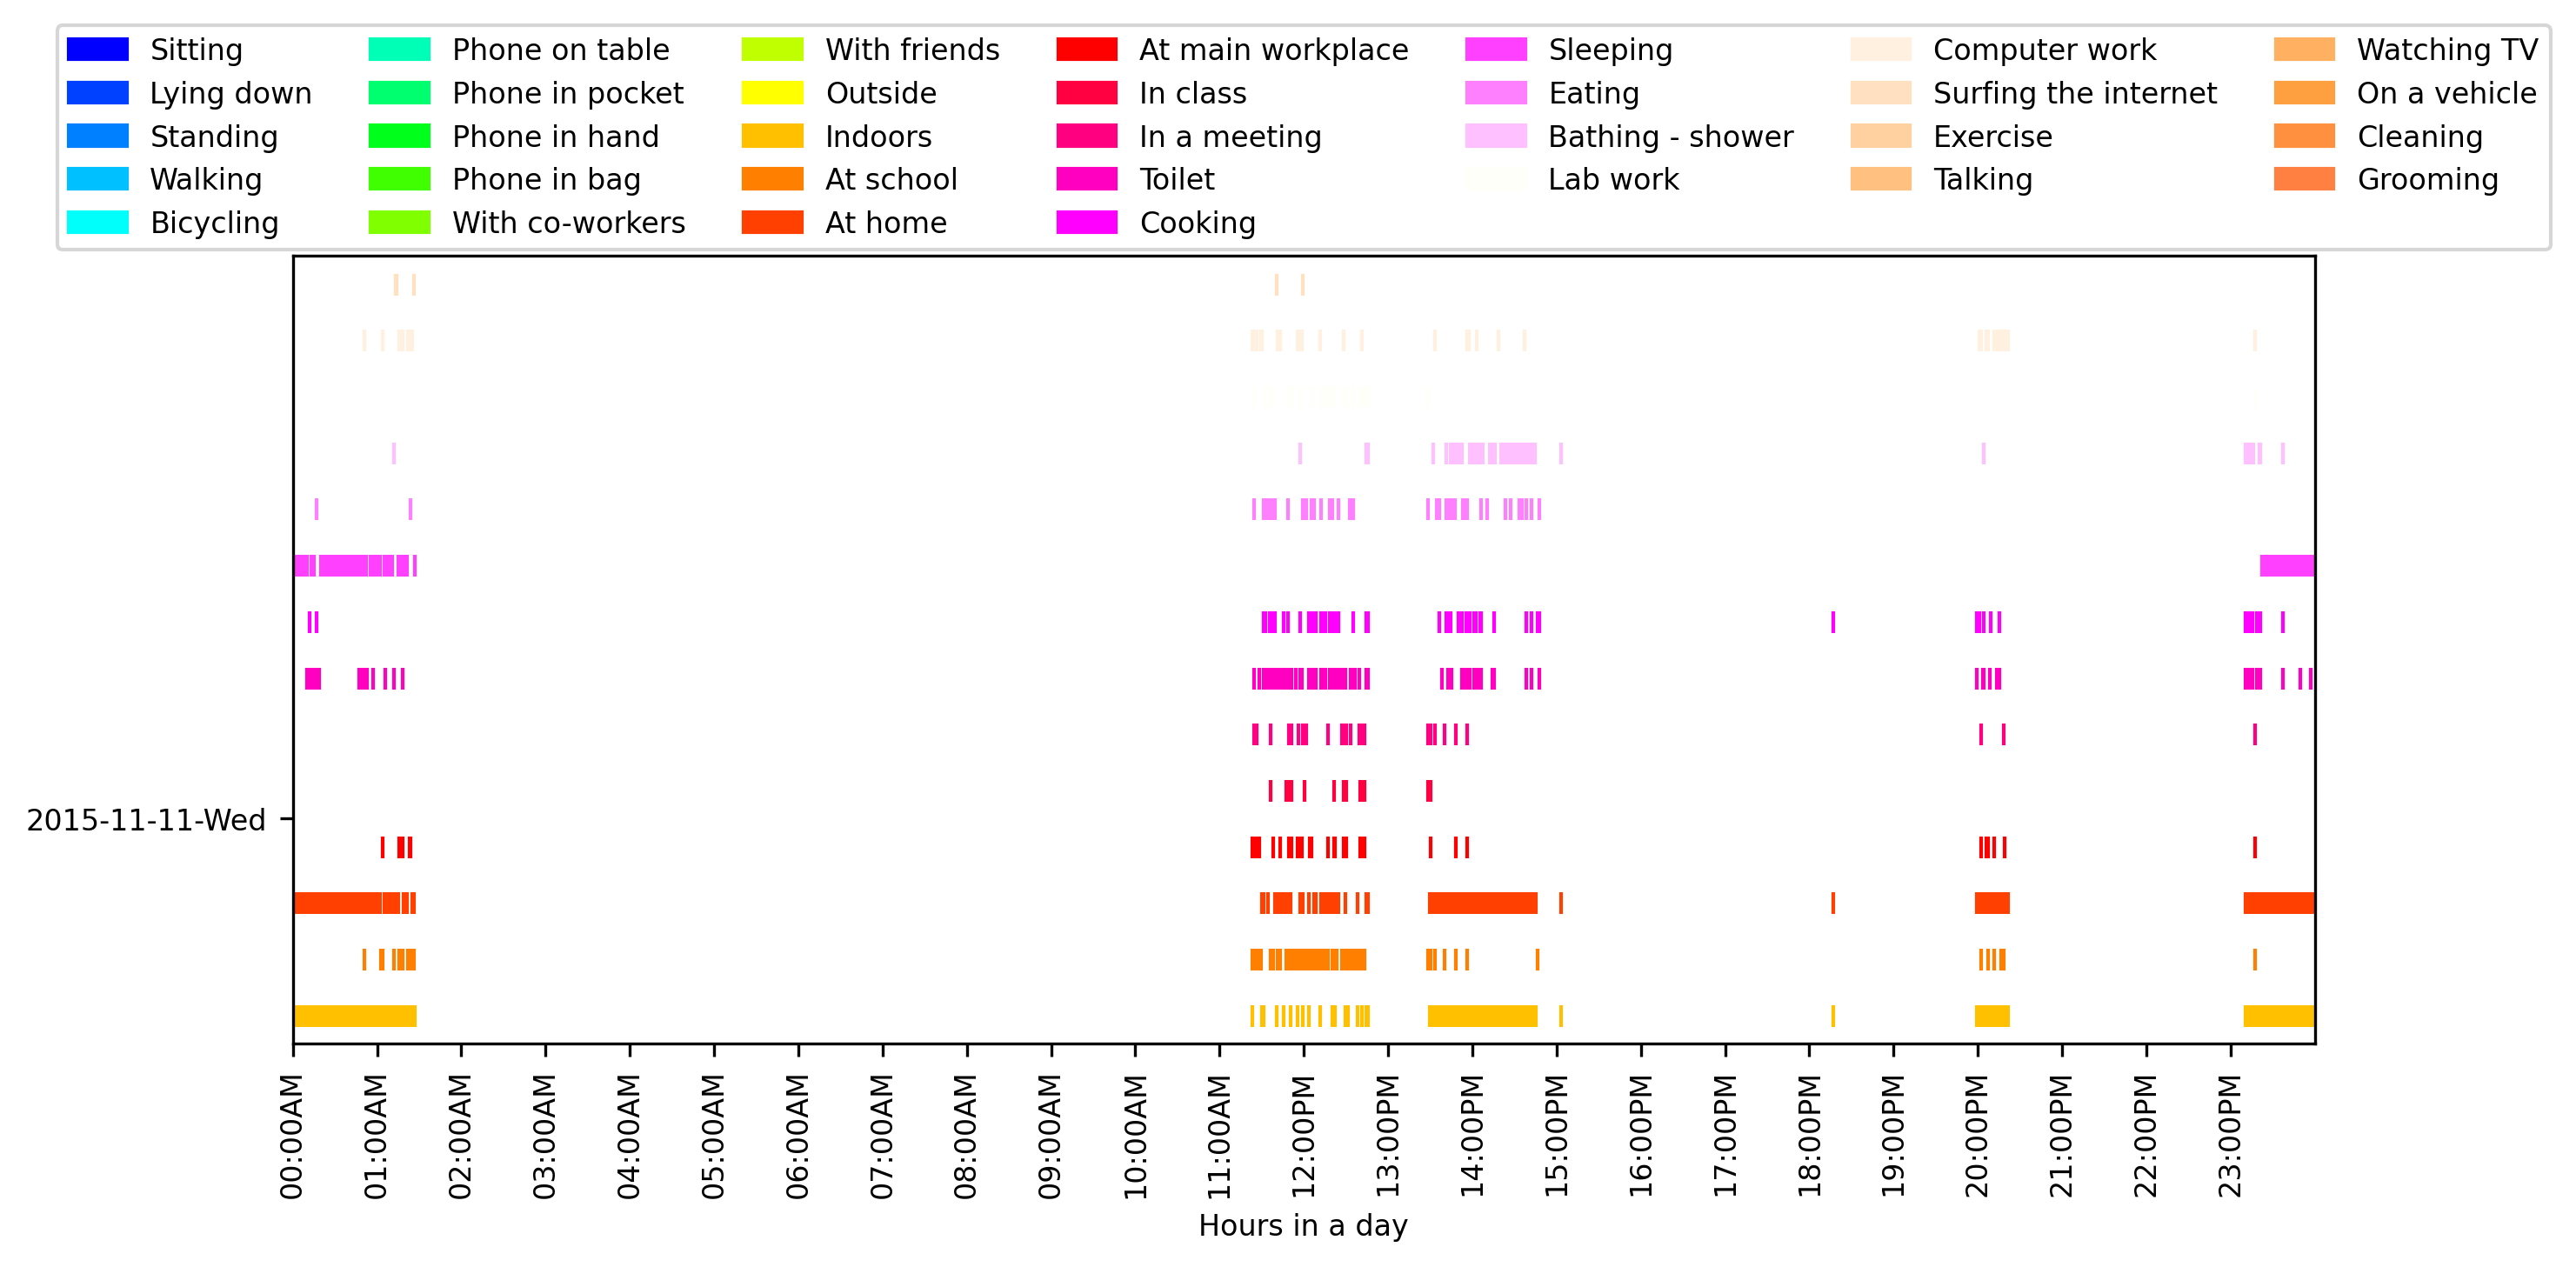 Sitting
Lying down
Standing
Walking
Bicycling
Phone on table
Phone in pocket
Phone in hand
Phone in bag
With co-workers
With friends
Outside
Indoors
At school
At home
At main workplace
In class
In a meeting
Toilet
Cooking
Sleeping
Eating
Bathing - shower
Lab work
Computer work
Surfing the internet
Exercise
Talking
Watching TV
On a vehicle
Cleaning
Grooming
2015-11-11-Wed
00:00AM
01:00AM
02:00AM
03:00AM
04:00AM
05:00AM
06:00AM
07:00AM
08:00AM
09:00AM
10:00AM
11:00AM
12:00PM
13:00PM
14:00PM
15:00PM
16:00PM
17:00PM
18:00PM
19:00PM
20:00PM
21:00PM
22:00PM
23:00PM
Hours in a day